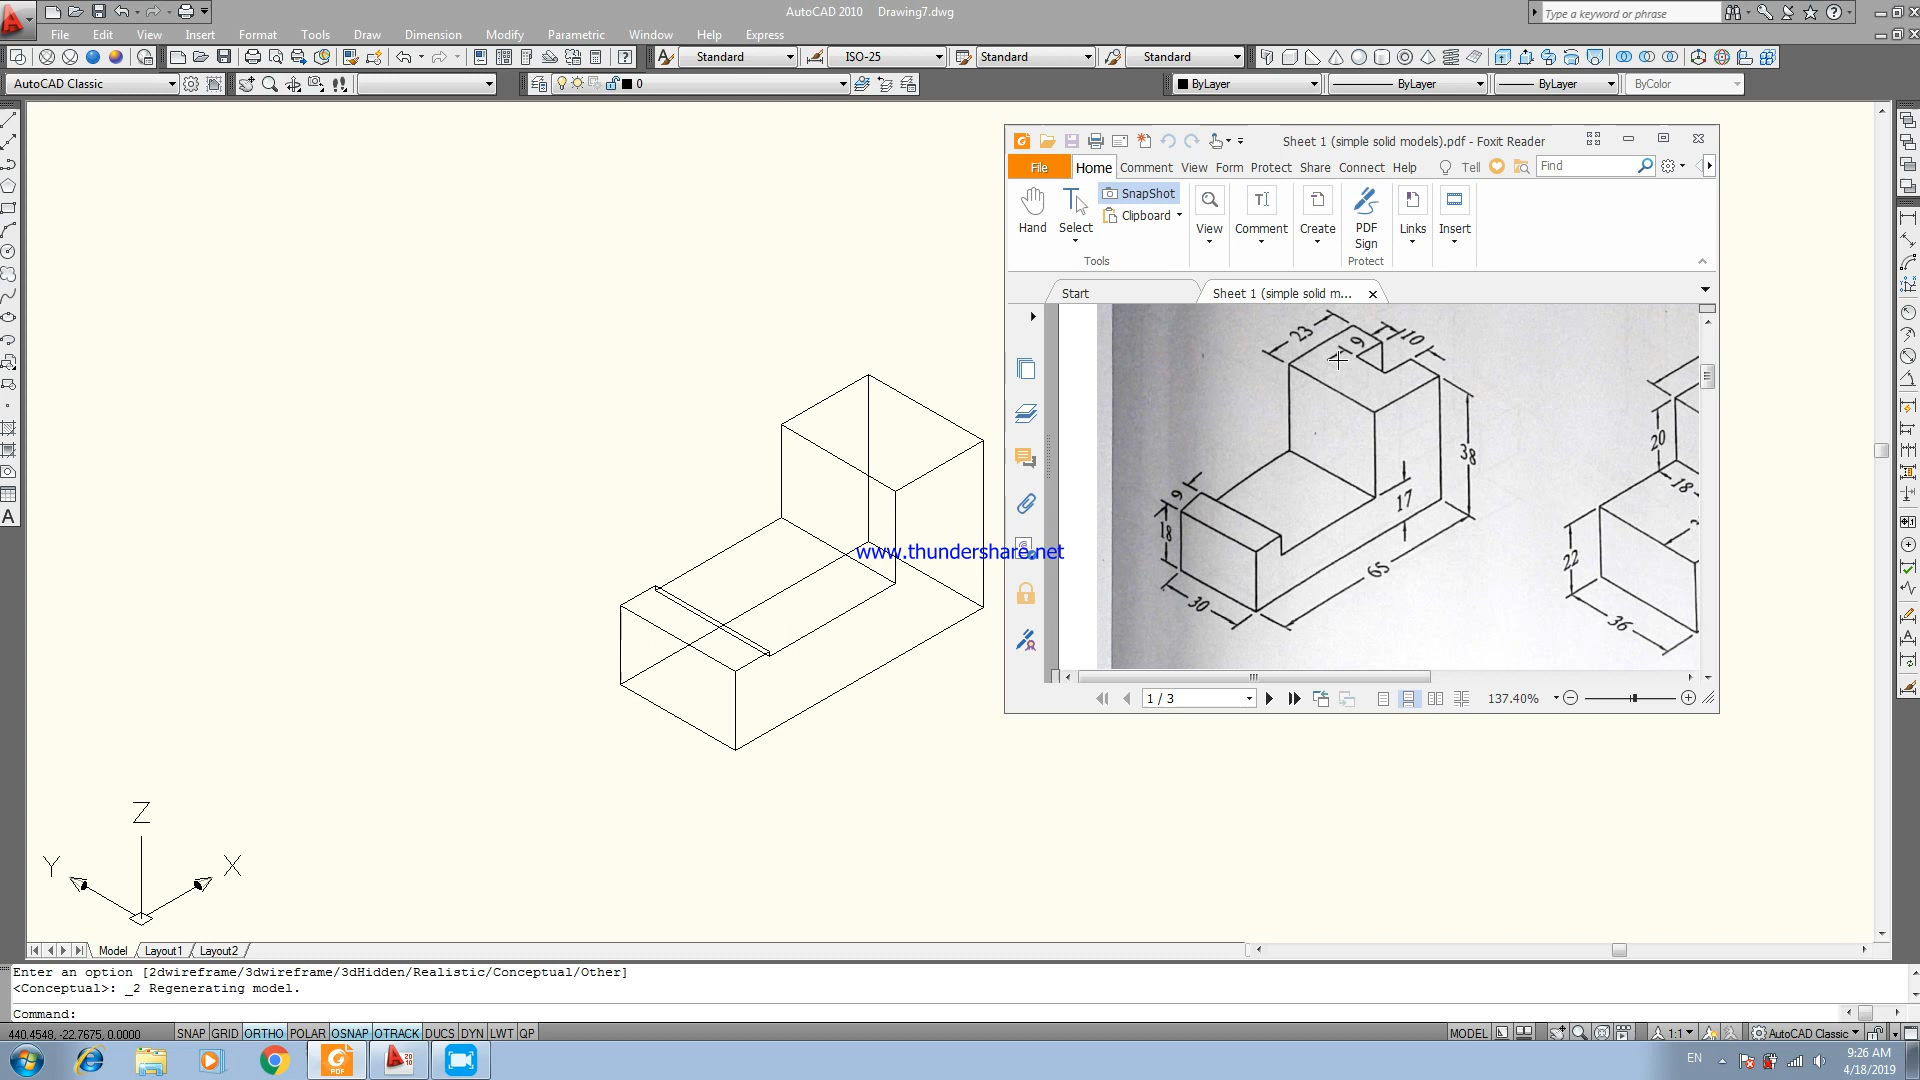 AutoCAD 2010 Drawing7.dwg
Type a keyword or phrase
File Edit View Insert Format Tools Draw Dimension Modify Parametric Window Help Express
Standard ISO-25 Standard Standard
AutoCAD Classic 0 ByLayer ByLayer ByLayer ByColor
Sheet 1 (simple solid models).pdf - Foxit Reader
File Home Comment View Form Protect Share Connect Help Tell Find
SnapShot
Clipboard
Hand Select View Comment Create PDF Sign Links Insert
Tools Protect
Start Sheet 1 (simple solid m...
23
9
10
38
20
18
17
9
18
65
30
22
36
1 / 3 137.40%
www.thundershare.net
Z
Y
X
Model Layout1 Layout2
Enter an option [2dwireframe/3dwireframe/3dHidden/Realistic/Conceptual/Other]
<Conceptual>: _2 Regenerating model.
Command:
440.4548, -22.7675, 0.0000 SNAP GRID ORTHO POLAR OSNAP OTRACK DUCS DYN LWT QP MODEL 1:1 AutoCAD Classic
EN
9:26 AM
4/18/2019